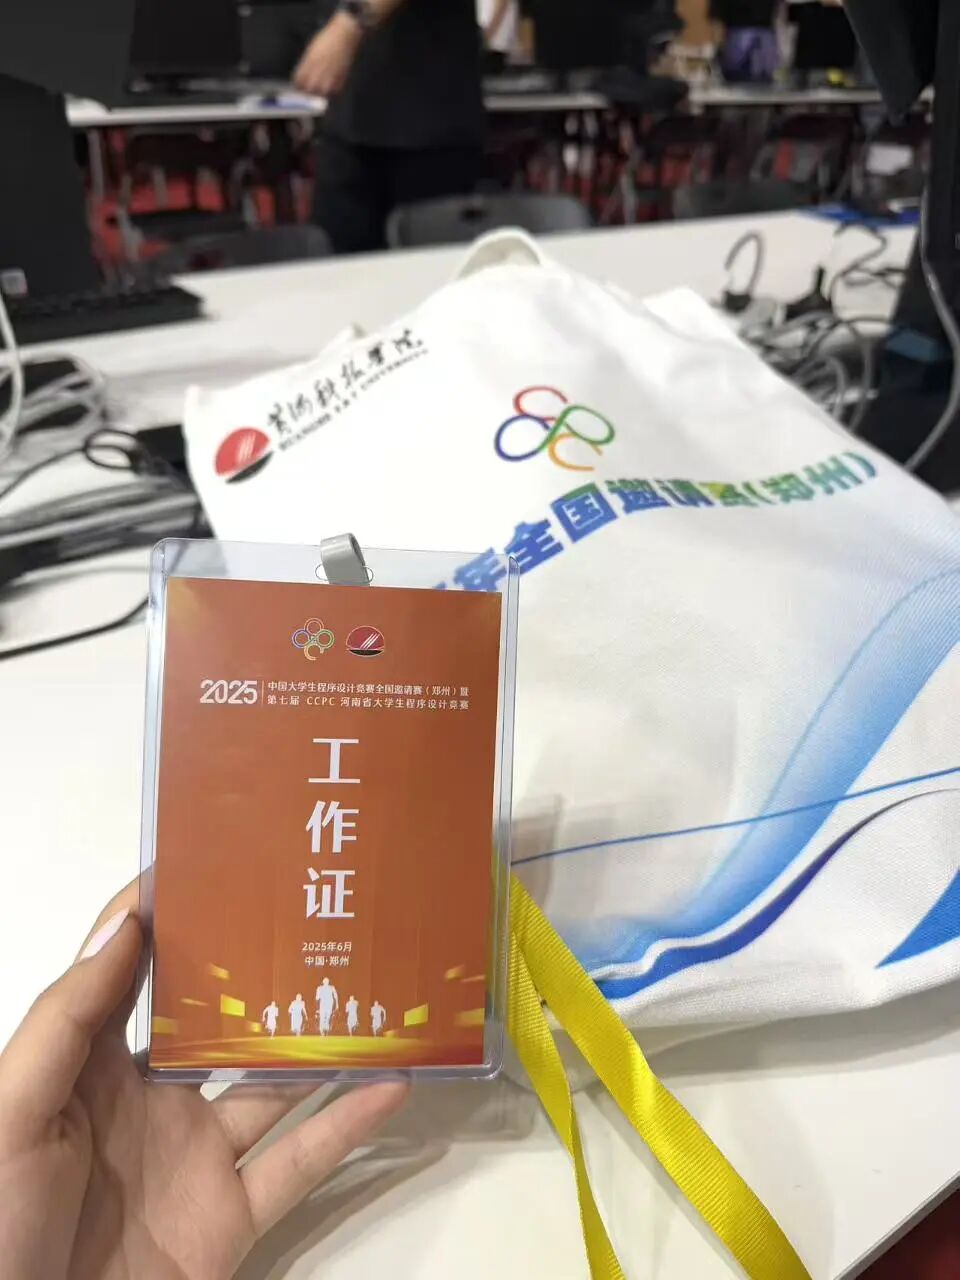 黄河科技学院
HUANGHE S & T UNIVERSITY
年全国邀请赛(郑州)
2025
中国大学生程序设计竞赛全国邀请赛（郑州）暨
第七届 CCPC 河南省大学生程序设计竞赛
工
作
证
2025年6月
中国·郑州